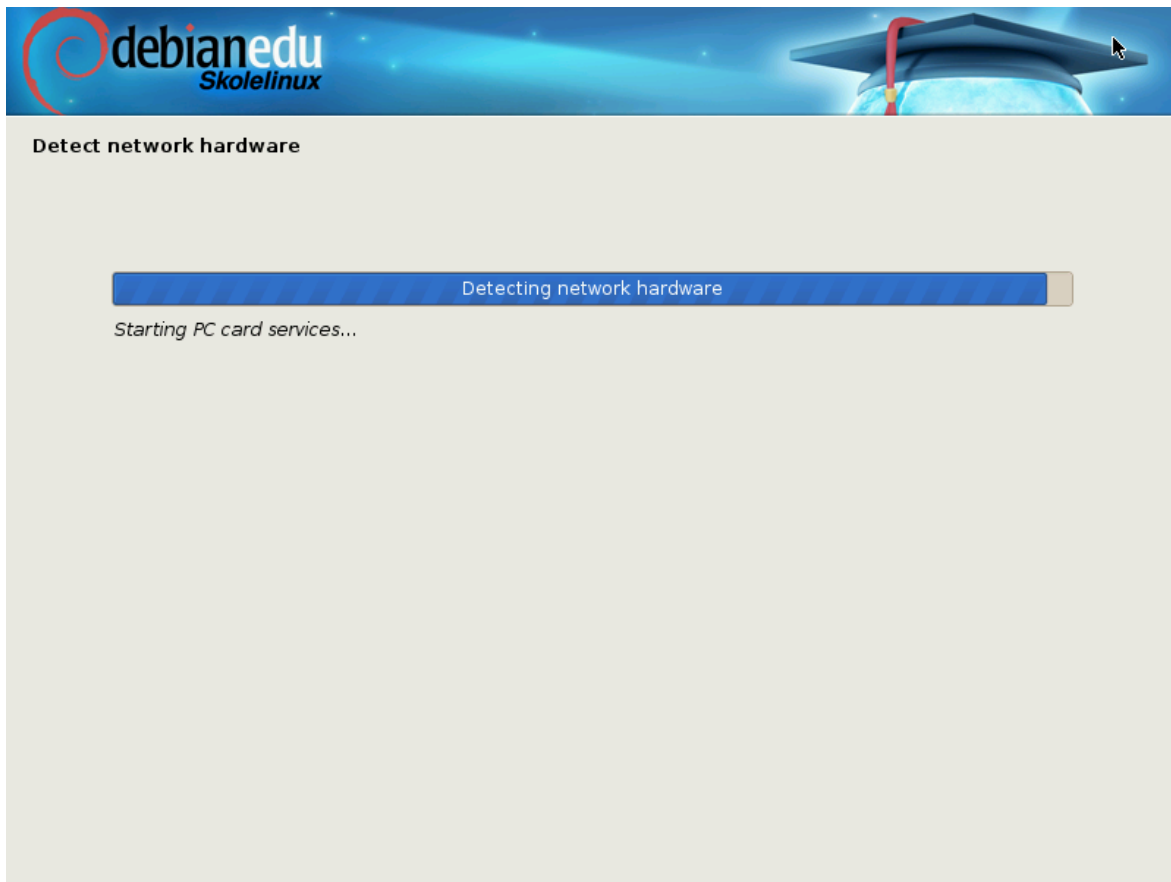 debianedu
Skolelinux
Detect network hardware
Detecting network hardware
Starting PC card services...